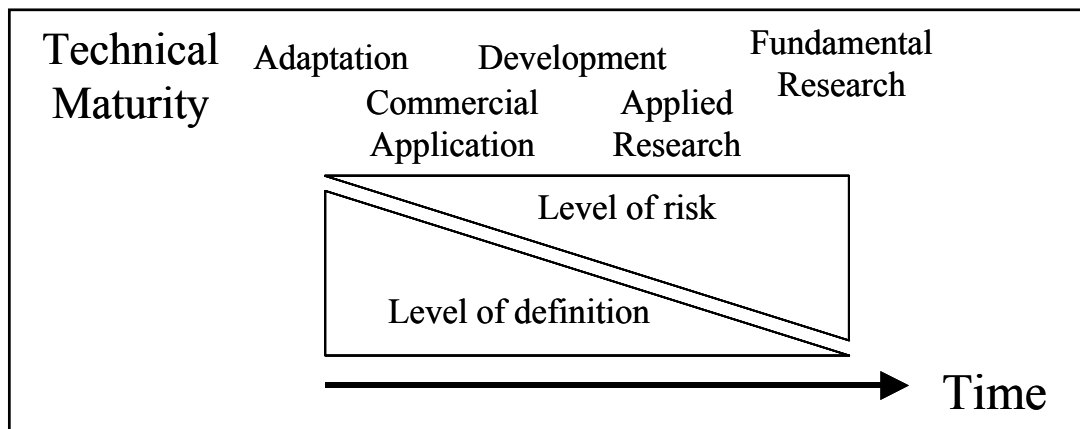 Technical
Maturity
Adaptation
Development
Fundamental
Research
Commercial
Application
Applied
Research
Level of risk
Level of definition
Time